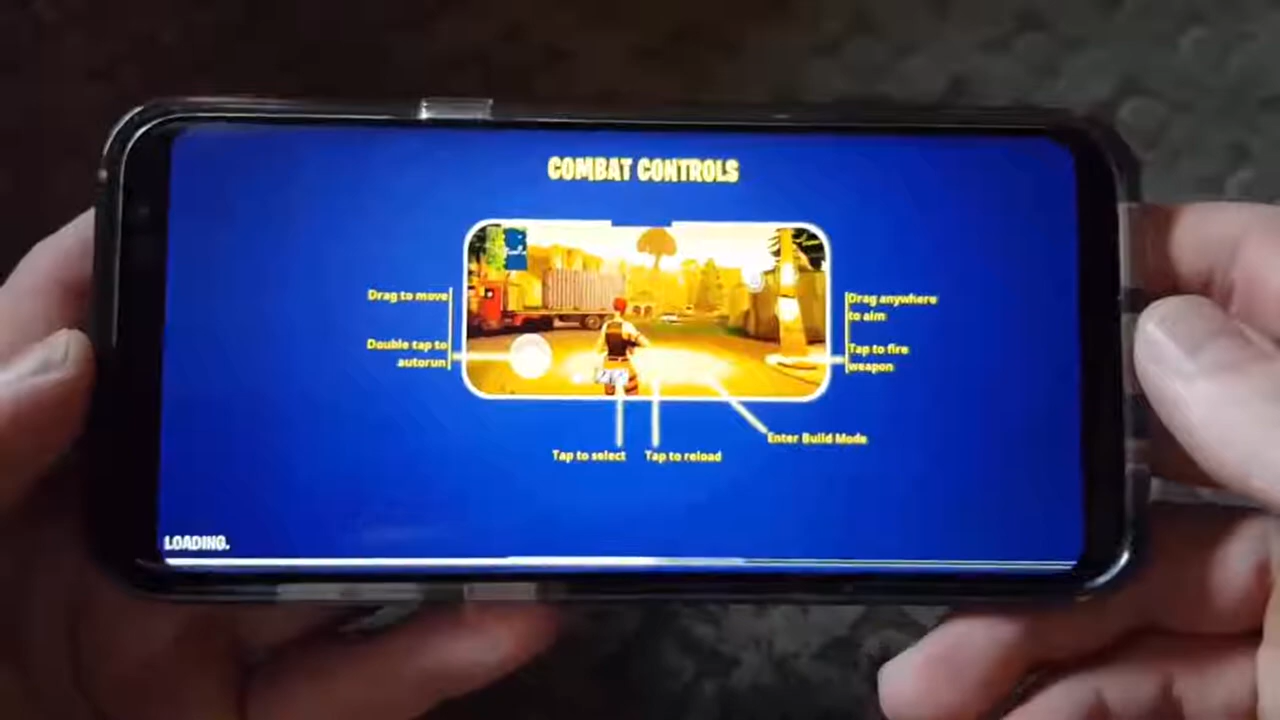 COMBAT CONTROLS
Drag to move
Double tap to
autorun
Drag anywhere
to aim
Tap to fire
weapon
Enter Build Mode
Tap to select
Tap to reload
LOADING.